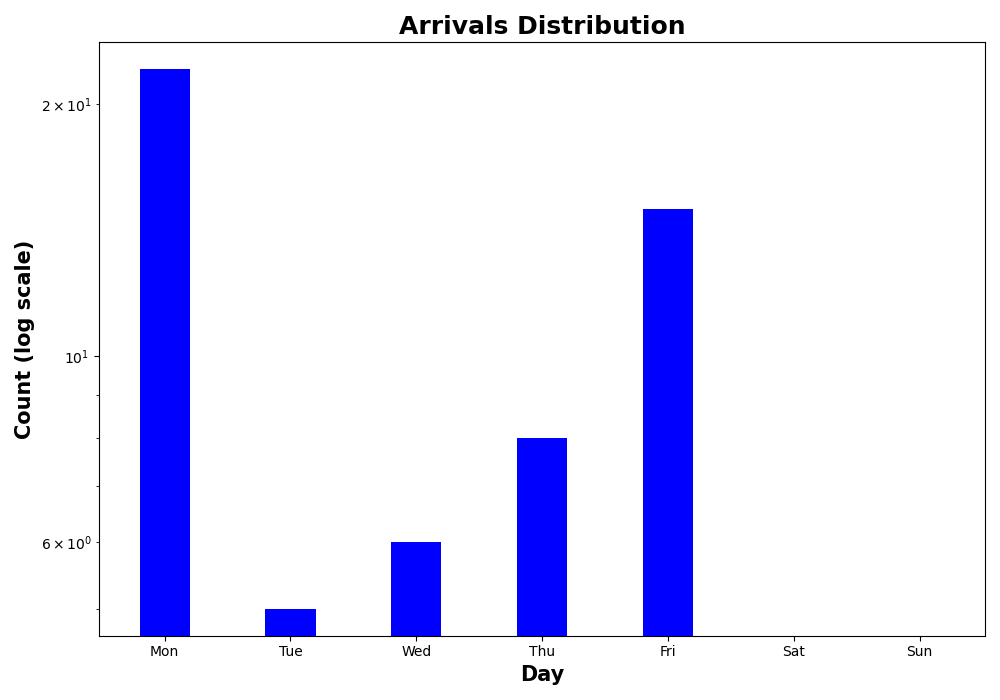 Arrivals Distribution
Count (log scale)
2 × 10¹
10¹
6 × 10⁰
Mon Tue Wed Thu Fri Sat Sun
Day